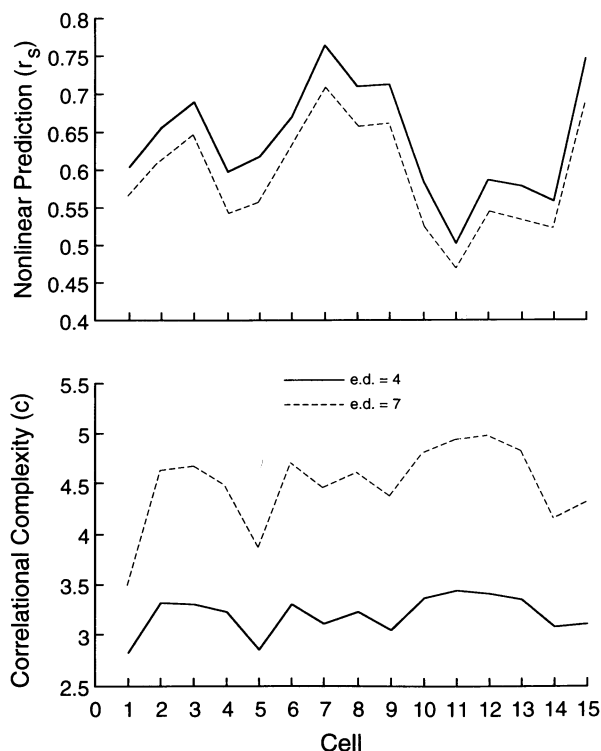 Nonlinear Prediction (rs)
0.8
0.7
0.75
0.65
0.6
0.55
0.5
0.45
0.4
Correlational Complexity (c)
5.5
5
4.5
4
3.5
3
2.5
e.d. = 4
e.d. = 7
0 1 2 3 4 5 6 7 8 9 10 11 12 13 14 15
Cell